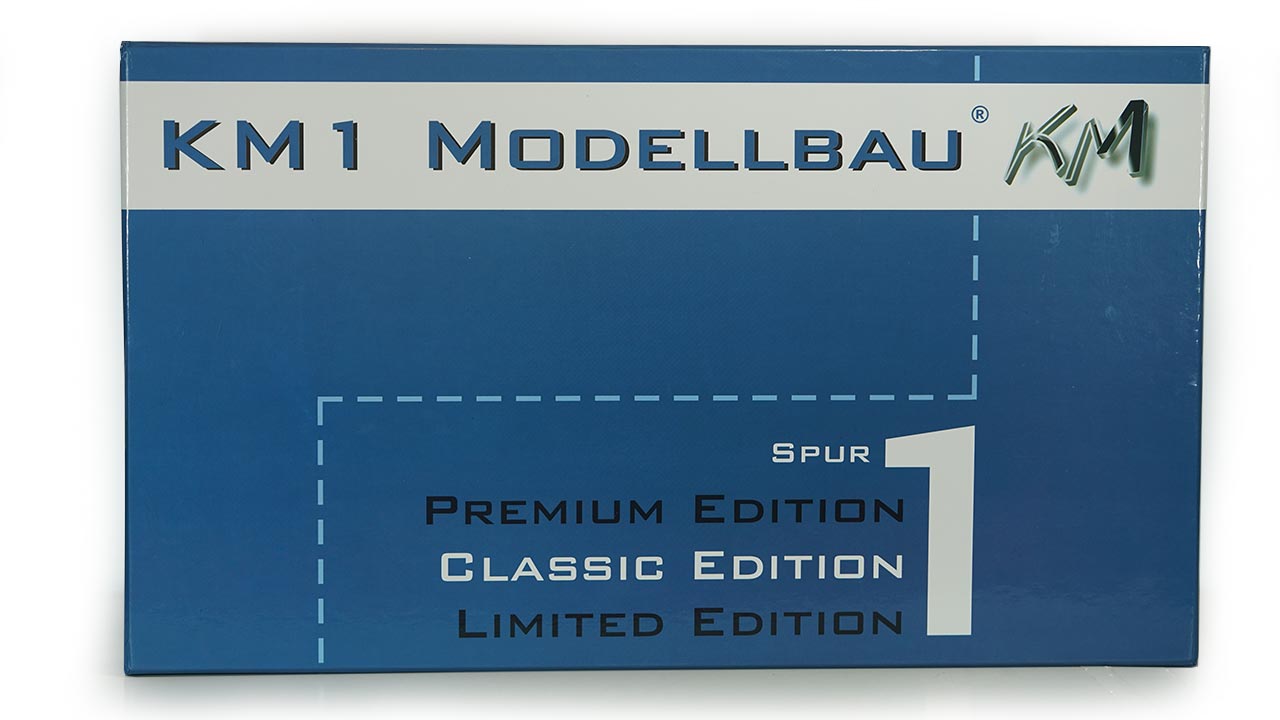 KM1 MODELLBAU® KM
SPUR 1
PREMIUM EDITION
CLASSIC EDITION
LIMITED EDITION